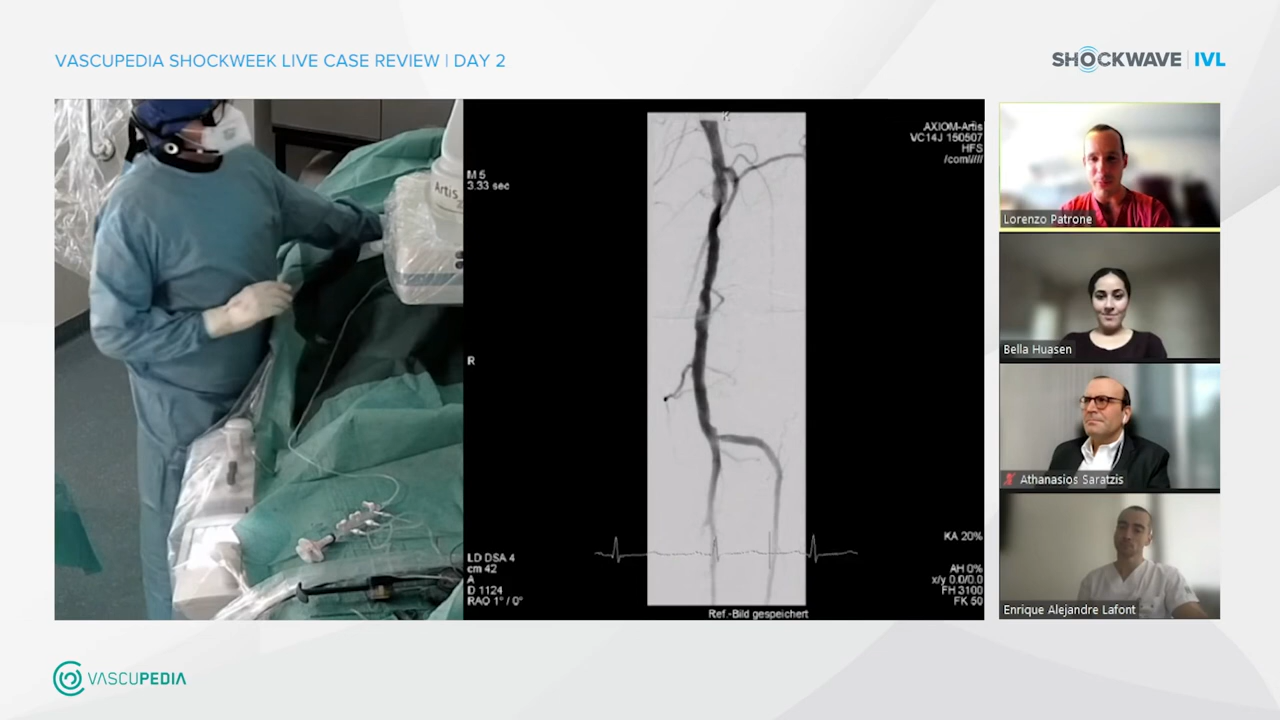 VASCUPEDIA SHOCKWEEK LIVE CASE REVIEW | DAY 2
SHOCKWAVE | IVL
Artis
M 5
3.33 sec
R
LD DSA 4
cm 42
A
D 1124
RAO 1° / 0°
AXIOM-Artis
VC14J 150507
HFS
/com////
KA 20%
AH 0%
x/y 0.0/0.0
FH 3100
FK 50
Ref.-Bild gespeichert
Lorenzo Patrone
Bella Huasen
Athanasios Saratzis
Enrique Alejandre Lafont
VASCUPEDIA